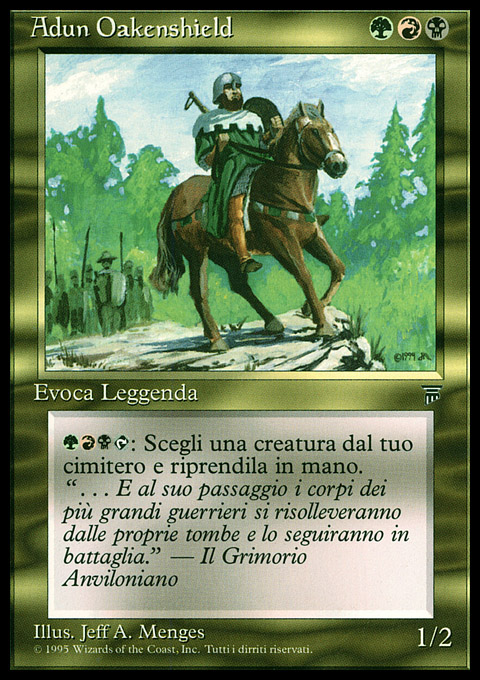 Adun Oakenshield
©1994 JAM
Evoca Leggenda
: Scegli una creatura dal tuo
cimitero e riprendila in mano.
“ . . . E al suo passaggio i corpi dei
più grandi guerrieri si risolleveranno
dalle proprie tombe e lo seguiranno in
battaglia.” — Il Grimorio
Anviloniano
Illus. Jeff A. Menges
1/2
© 1995 Wizards of the Coast, Inc. Tutti i dirriti riservati.